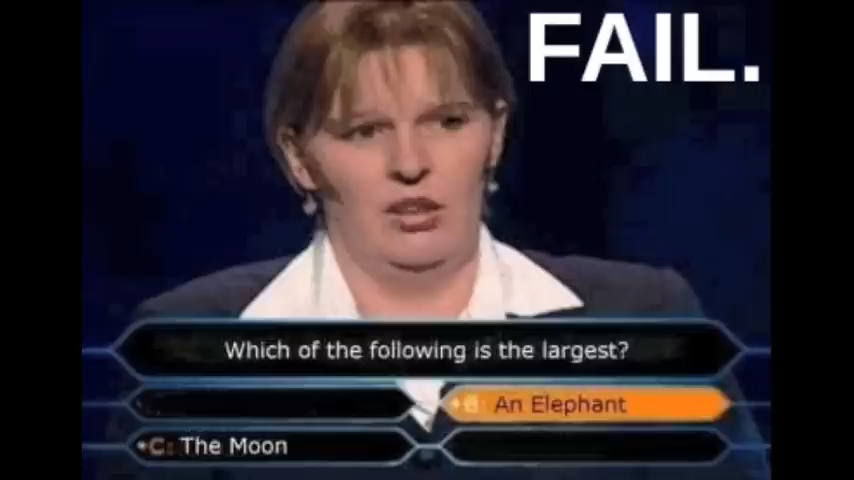 FAIL.
Which of the following is the largest?
B: An Elephant
C: The Moon